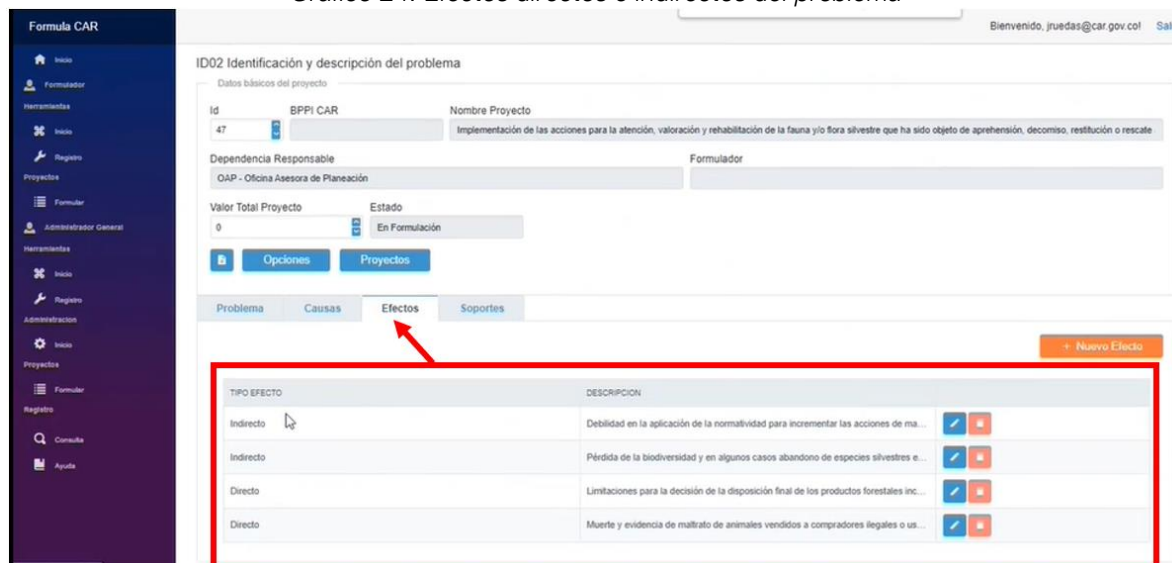 Gráfico 24. Efectos directos e indirectos del problema
Formula CAR
Bienvenido, jruedas@car.gov.co!
Inicio
Formulador
Herramientas
Inicio
Registro
Proyectos
Formular
Administrador General
Herramientas
Inicio
Registro
Administracion
Inicio
Proyectos
Formular
Registro
Consulta
Ayuda
ID02 Identificación y descripción del problema
Datos básicos del proyecto
Id BPPI CAR Nombre Proyecto
47 Implementación de las acciones para la atención, valoración y rehabilitación de la fauna y/o flora silvestre que ha sido objeto de aprehensión, decomiso, restitución o rescate
Dependencia Responsable Formulador
OAP - Oficina Asesora de Planeación
Valor Total Proyecto Estado
0 En Formulación
Opciones Proyectos
Problema Causas Efectos Soportes
+ Nuevo Efecto
TIPO EFECTO DESCRIPCION
Indirecto Debilidad en la aplicación de la normatividad para incrementar las acciones de ma...
Indirecto Pérdida de la biodiversidad y en algunos casos abandono de especies silvestres e...
Directo Limitaciones para la decisión de la disposición final de los productos forestales inc...
Directo Muerte y evidencia de maltrato de animales vendidos a compradores ilegales o us...